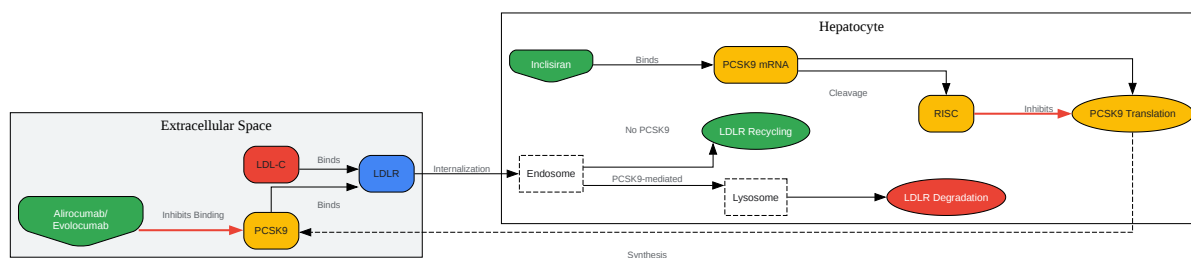 Hepatocyte
Inclisiran
Binds
PCSK9 mRNA
Cleavage
RISC
Inhibits
PCSK9 Translation
Extracellular Space
LDL-C
Binds
LDLR
Binds
Alirocumab/
Evolocumab
Inhibits Binding
PCSK9
Internalization
Endosome
No PCSK9
LDLR Recycling
PCSK9-mediated
Lysosome
LDLR Degradation
Synthesis